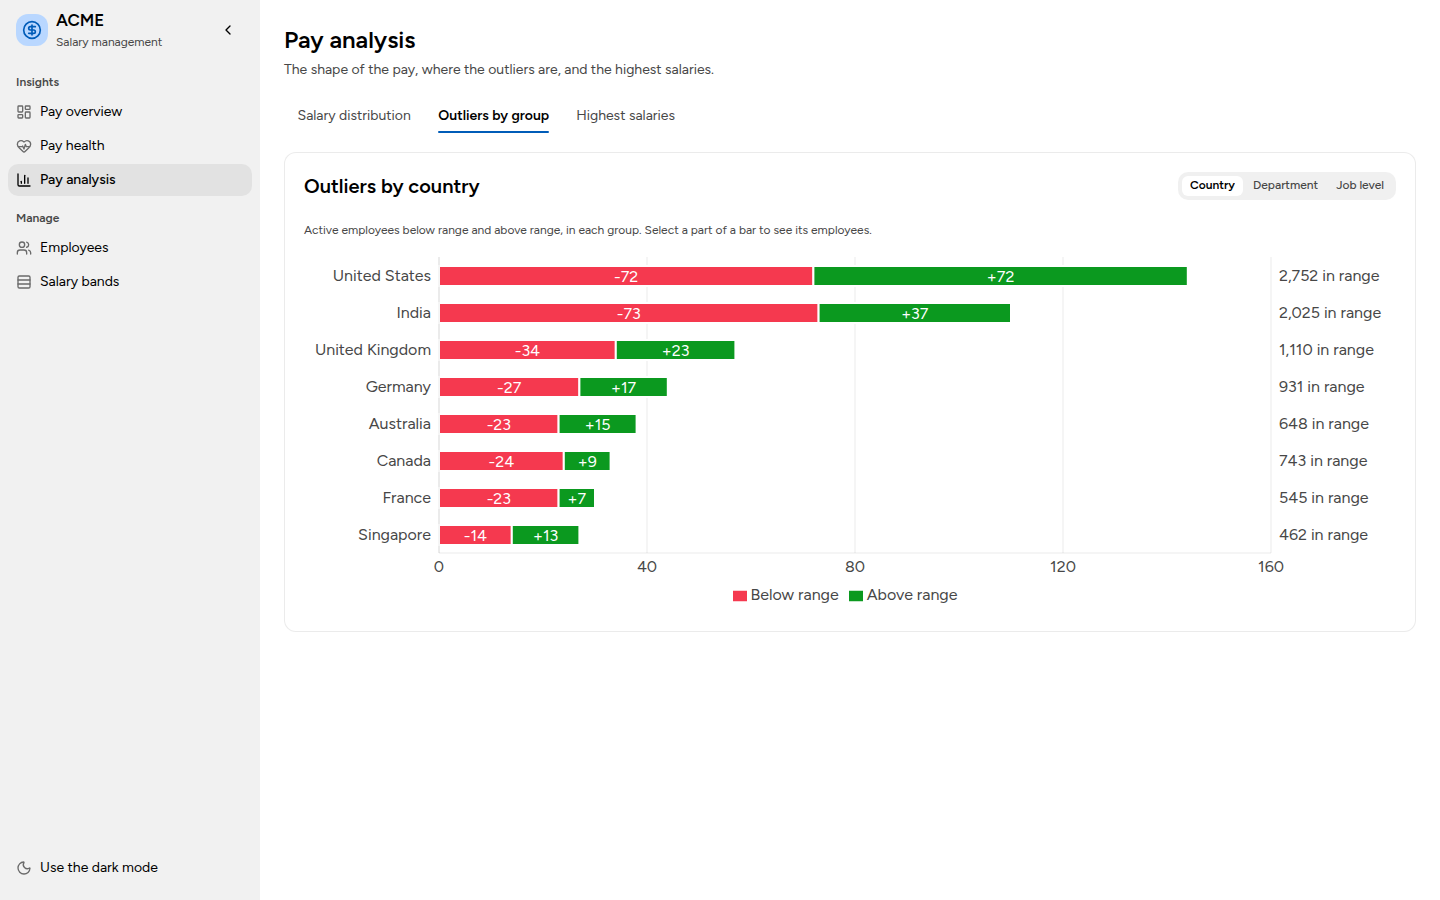 ACME
Salary management
Insights
Pay overview
Pay health
Pay analysis
Manage
Employees
Salary bands
Use the dark mode
Pay analysis
The shape of the pay, where the outliers are, and the highest salaries.
Salary distribution Outliers by group Highest salaries
Outliers by country
Country Department Job level
Active employees below range and above range, in each group. Select a part of a bar to see its employees.
United States -72 +72 2,752 in range
India -73 +37 2,025 in range
United Kingdom -34 +23 1,110 in range
Germany -27 +17 931 in range
Australia -23 +15 648 in range
Canada -24 +9 743 in range
France -23 +7 545 in range
Singapore -14 +13 462 in range
0 40 80 120 160
Below range Above range